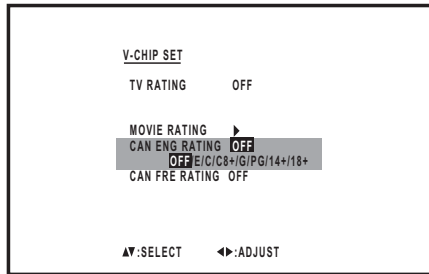 V-CHIP SET
TV RATING OFF
MOVIE RATING ▶
CAN ENG RATING OFF
OFF/E/C/C8+/G/PG/14+/18+
CAN FRE RATING OFF
▲▼:SELECT ◀▶:ADJUST